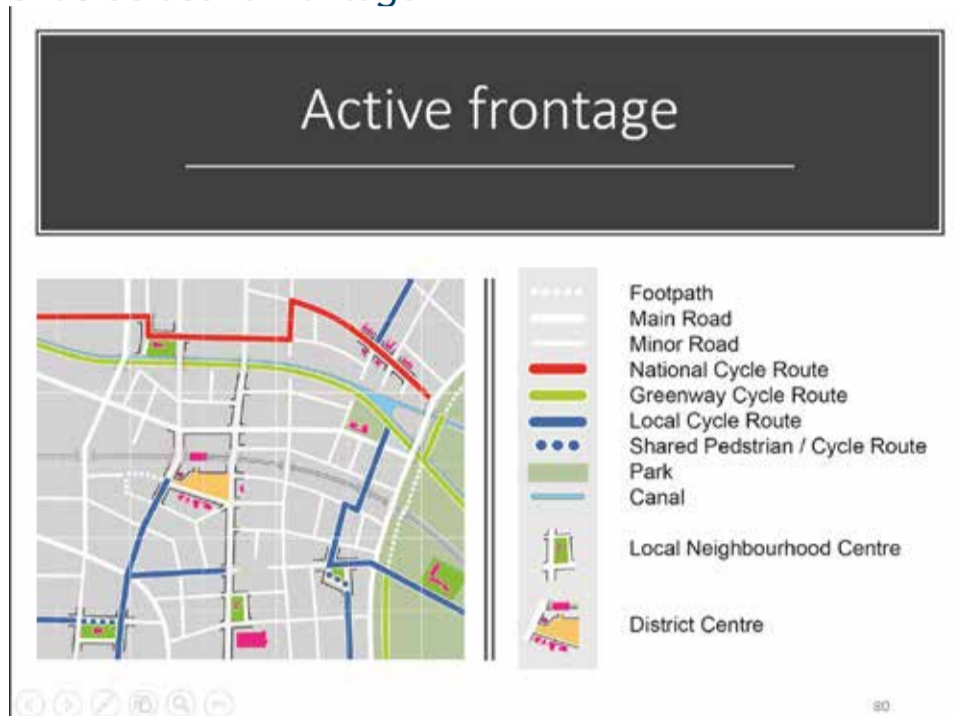 Active frontage
Footpath
Main Road
Minor Road
National Cycle Route
Greenway Cycle Route
Local Cycle Route
Shared Pedstrian / Cycle Route
Park
Canal
Local Neighbourhood Centre
District Centre
80